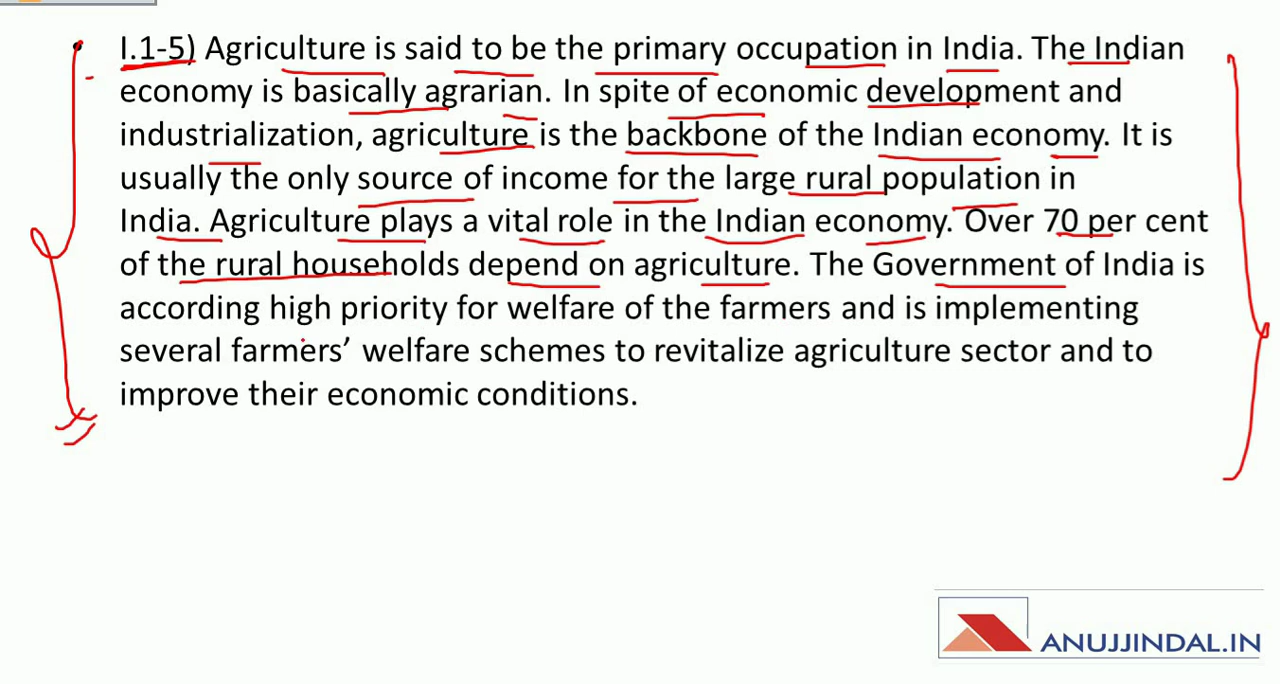 I.1-5) Agriculture is said to be the primary occupation in India. The Indian
economy is basically agrarian. In spite of economic development and
industrialization, agriculture is the backbone of the Indian economy. It is
usually the only source of income for the large rural population in
India. Agriculture plays a vital role in the Indian economy. Over 70 per cent
of the rural households depend on agriculture. The Government of India is
according high priority for welfare of the farmers and is implementing
several farmers’ welfare schemes to revitalize agriculture sector and to
improve their economic conditions.
ANUJJINDAL.IN